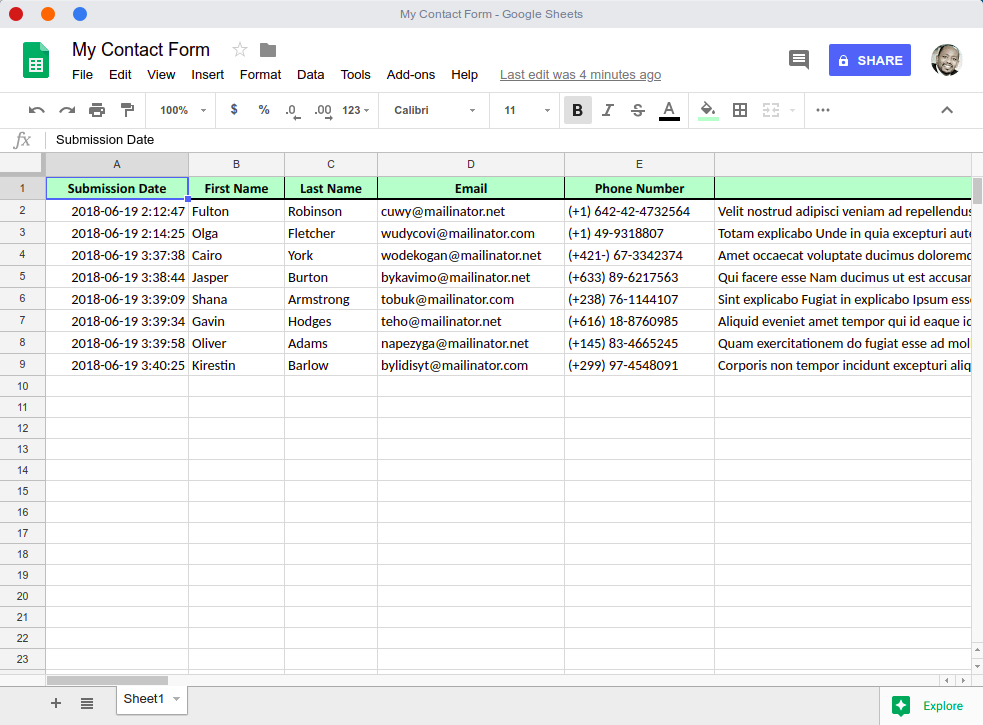 My Contact Form - Google Sheets
My Contact Form
File Edit View Insert Format Data Tools Add-ons Help Last edit was 4 minutes ago
SHARE
100% $ % .0 .00 123 Calibri 11 B I S A
fx Submission Date
A B C D E
1 Submission Date First Name Last Name Email Phone Number
2 2018-06-19 2:12:47 Fulton Robinson cuwy@mailinator.net (+1) 642-42-4732564 Velit nostrud adipisci veniam ad repellendus
3 2018-06-19 2:14:25 Olga Fletcher wudycovi@mailinator.com (+1) 49-9318807 Totam explicabo Unde in quia excepturi aute
4 2018-06-19 3:37:38 Cairo York wodekogan@mailinator.net (+421-) 67-3342374 Amet occaecat voluptate ducimus doloremq
5 2018-06-19 3:38:44 Jasper Burton bykavimo@mailinator.net (+633) 89-6217563 Qui facere esse Nam ducimus ut est accusan
6 2018-06-19 3:39:09 Shana Armstrong tobuk@mailinator.com (+238) 76-1144107 Sint explicabo Fugiat in explicabo Ipsum esse
7 2018-06-19 3:39:34 Gavin Hodges teho@mailinator.net (+616) 18-8760985 Aliquid eveniet amet tempor qui id eaque id
8 2018-06-19 3:39:58 Oliver Adams napezyga@mailinator.net (+145) 83-4665245 Quam exercitationem do fugiat esse ad mol
9 2018-06-19 3:40:25 Kirestin Barlow bylidisyt@mailinator.com (+299) 97-4548091 Corporis non tempor incidunt excepturi aliq
10
11
12
13
14
15
16
17
18
19
20
21
22
23
Sheet1
Explore